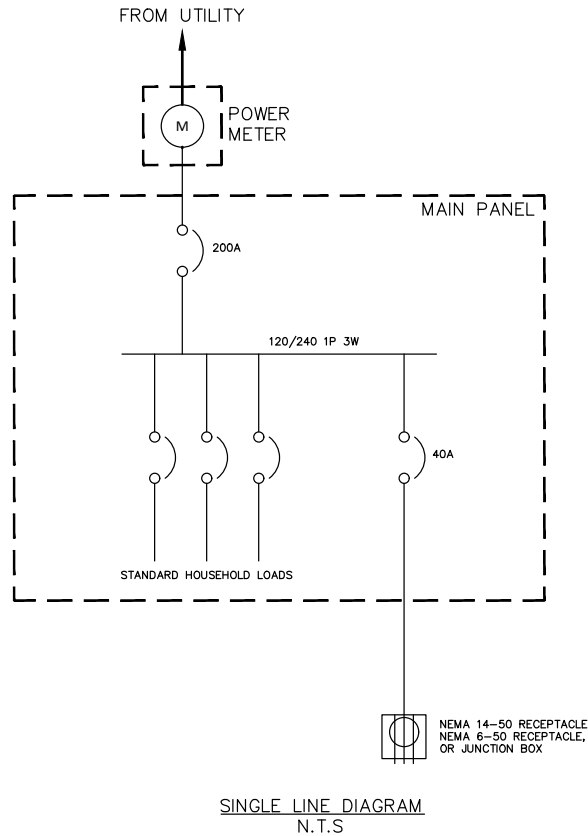 FROM UTILITY
M
POWER
METER
MAIN PANEL
200A
120/240 1P 3W
40A
STANDARD HOUSEHOLD LOADS
NEMA 14-50 RECEPTACLE
NEMA 6-50 RECEPTACLE,
OR JUNCTION BOX
SINGLE LINE DIAGRAM
N.T.S